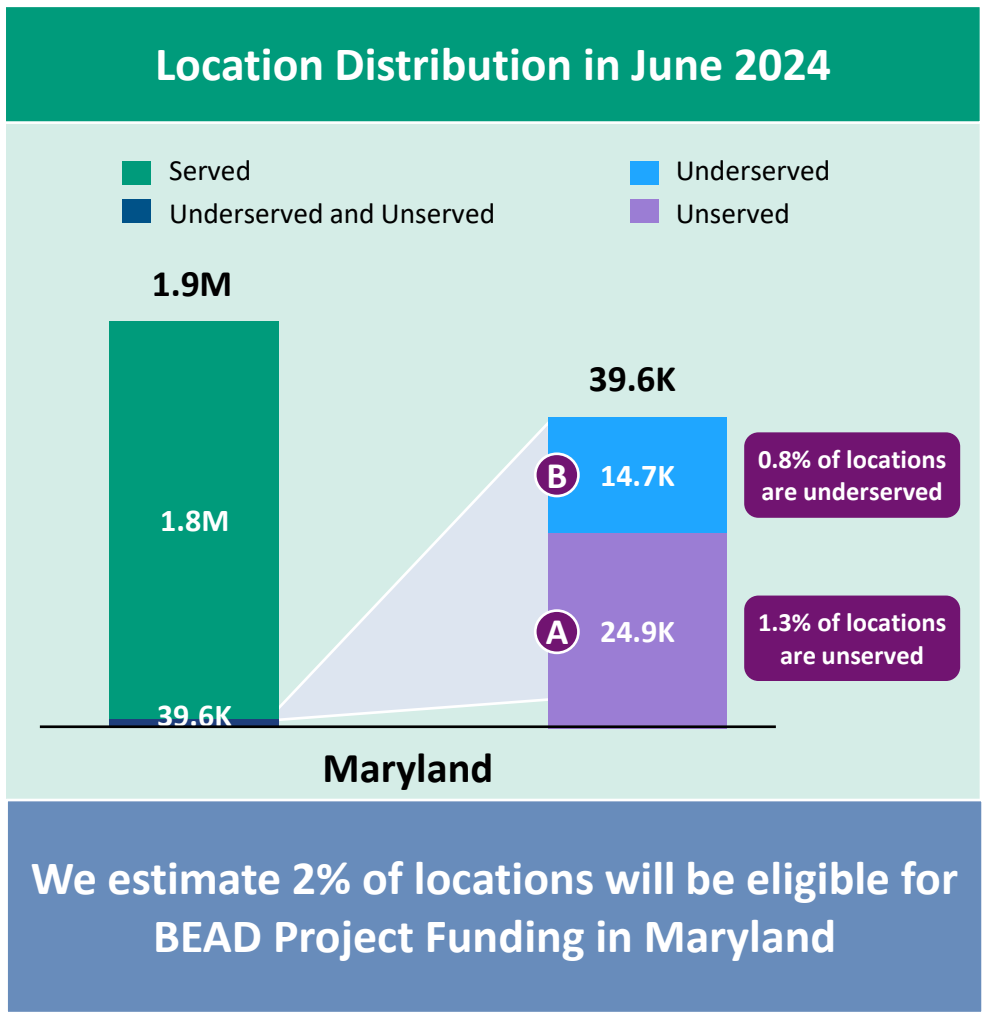 Location Distribution in June 2024
Served
Underserved
Underserved and Unserved
Unserved
1.9M
39.6K
1.8M
39.6K
B
14.7K
0.8% of locations
are underserved
A
24.9K
1.3% of locations
are unserved
Maryland
We estimate 2% of locations will be eligible for
BEAD Project Funding in Maryland